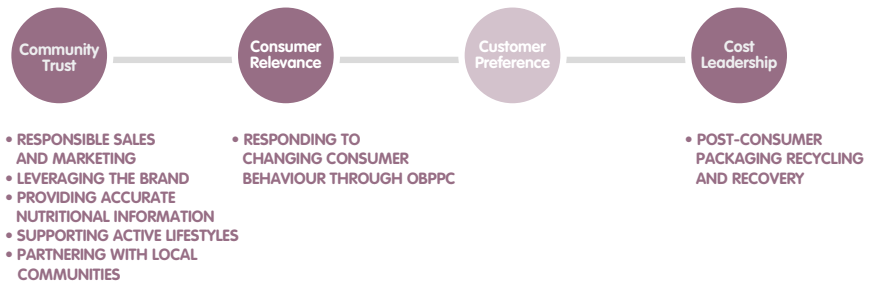 Community
Trust
Consumer
Relevance
Customer
Preference
Cost
Leadership
• RESPONSIBLE SALES
AND MARKETING
• LEVERAGING THE BRAND
• PROVIDING ACCURATE
NUTRITIONAL INFORMATION
• SUPPORTING ACTIVE LIFESTYLES
• PARTNERING WITH LOCAL
COMMUNITIES
• RESPONDING TO
CHANGING CONSUMER
BEHAVIOUR THROUGH OBPPC
• POST-CONSUMER
PACKAGING RECYCLING
AND RECOVERY